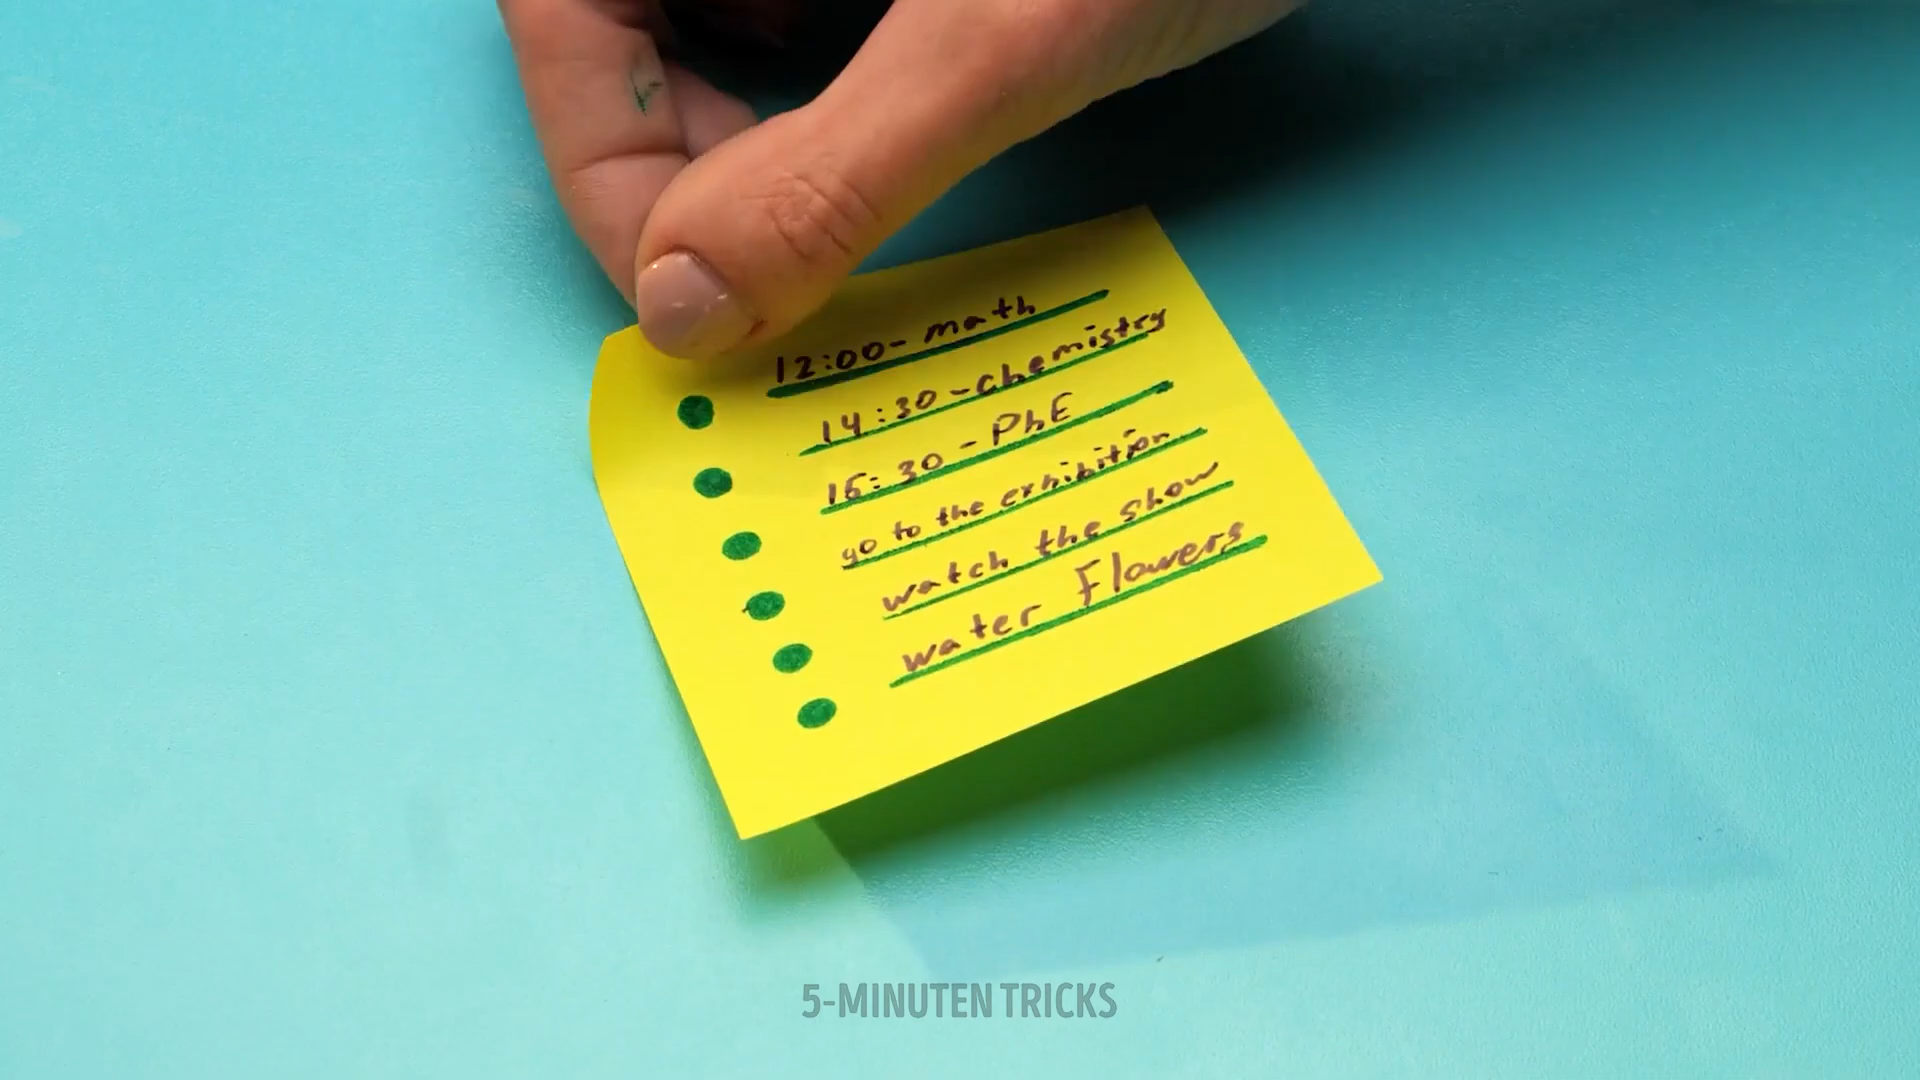 12:00- math
14:30-chemistry
16:30-PhE
go to the exhibition
watch the show
water Flowers
5-MINUTEN TRICKS